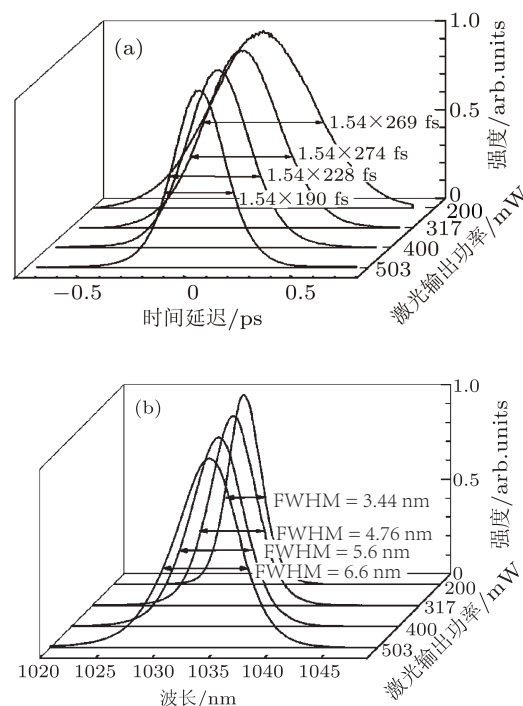 (a)
1.0
0.5
0
强度/arb.units
1.54×269 fs
1.54×274 fs
1.54×228 fs
1.54×190 fs
200
317
400
503
激光输出功率/mW
−0.5
0
0.5
时间延迟/ps
(b)
1.0
0.5
0
强度/arb.units
FWHM = 3.44 nm
FWHM = 4.76 nm
FWHM = 5.6 nm
FWHM = 6.6 nm
200
317
400
503
激光输出功率/mW
1020 1025 1030 1035 1040 1045
波长/nm